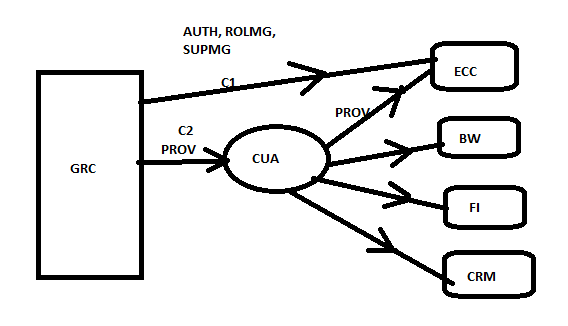 AUTH, ROLMG,
SUPMG
C1
ECC
PROV
C2
PROV
BW
GRC
CUA
FI
CRM